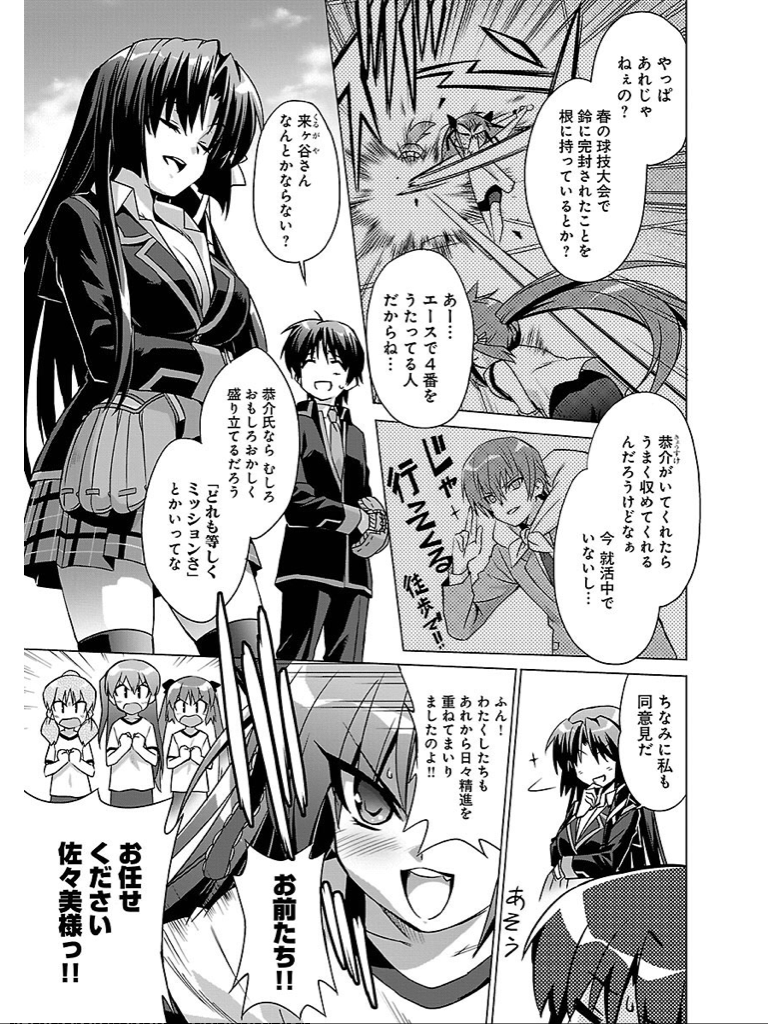 やっぱ
あれじゃ
ねぇの?
春の球技大会で
鈴に完封されたことを
根に持っているとか?
あー…
エースで4番を
うたってる人
だからね…
来ヶ谷さん
くるがや
なんとかならない?
恭介がいてくれたら
きょうすけ
うまく収めてくれる
んだろうけどなぁ
今 就活中で
いないし…
じゃ
行ってくる
徒歩で!!
恭介氏なら むしろ
おもしろおかしく
盛り立てるだろう
「どれも等しく
ミッションさ」
とかいってな
ちなみに私も
同意見だ
あそう
ふん!
わたくしたちも
あれから日々精進を
重ねてまいり
ましたのよ!!
お前たち!!
お任せ
ください
佐々美様っ!!